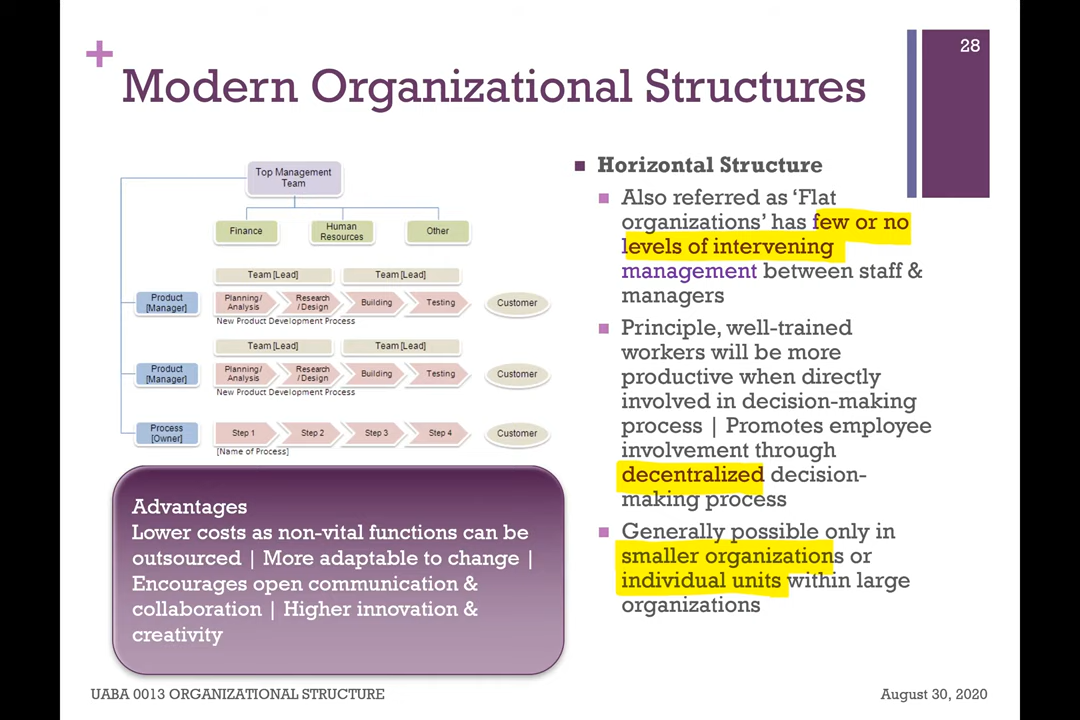 28
+
Modern Organizational Structures
Top Management
Team
Finance
Human
Resources
Other
Team [Lead]
Team [Lead]
Product
[Manager]
Planning/
Analysis
Research
/Design
Building
Testing
Customer
New Product Development Process
Team [Lead]
Team [Lead]
Product
[Manager]
Planning/
Analysis
Research
/Design
Building
Testing
Customer
New Product Development Process
Process
[Owner]
Step 1
Step 2
Step 3
Step 4
Customer
[Name of Process]
Advantages
Lower costs as non-vital functions can be
outsourced | More adaptable to change |
Encourages open communication &
collaboration | Higher innovation &
creativity
Horizontal Structure
Also referred as ‘Flat
organizations’ has few or no
levels of intervening
management between staff &
managers
Principle, well-trained
workers will be more
productive when directly
involved in decision-making
process | Promotes employee
involvement through
decentralized decision-
making process
Generally possible only in
smaller organizations or
individual units within large
organizations
UABA 0013 ORGANIZATIONAL STRUCTURE
August 30, 2020